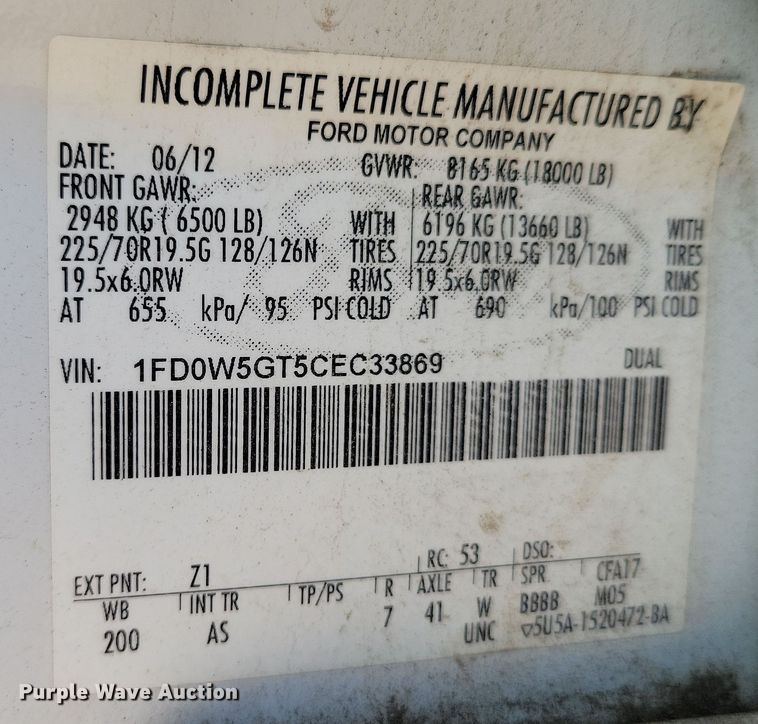 INCOMPLETE VEHICLE MANUFACTURED BY
FORD MOTOR COMPANY
DATE: 06/12 GVWR: 8165 KG (18000 LB)
FRONT GAWR: REAR GAWR:
2948 KG ( 6500 LB) WITH 6196 KG (13660 LB) WITH
225/70R19.5G 128/126N TIRES 225/70R19.5G 128/126N TIRES
19.5x6.0RW RIMS 19.5x6.0RW RIMS
AT 655 kPa/ 95 PSI COLD AT 690 kPa/100 PSI COLD
VIN: 1FD0W5GT5CEC33869 DUAL
EXT PNT: Z1 RC: 53 DSO:
WB INT TR TP/PS R AXLE TR SPR CFA17
200 AS 7 41 W BBBB M05
UNC ▽5U5A-1520472-BA
Purple Wave Auction